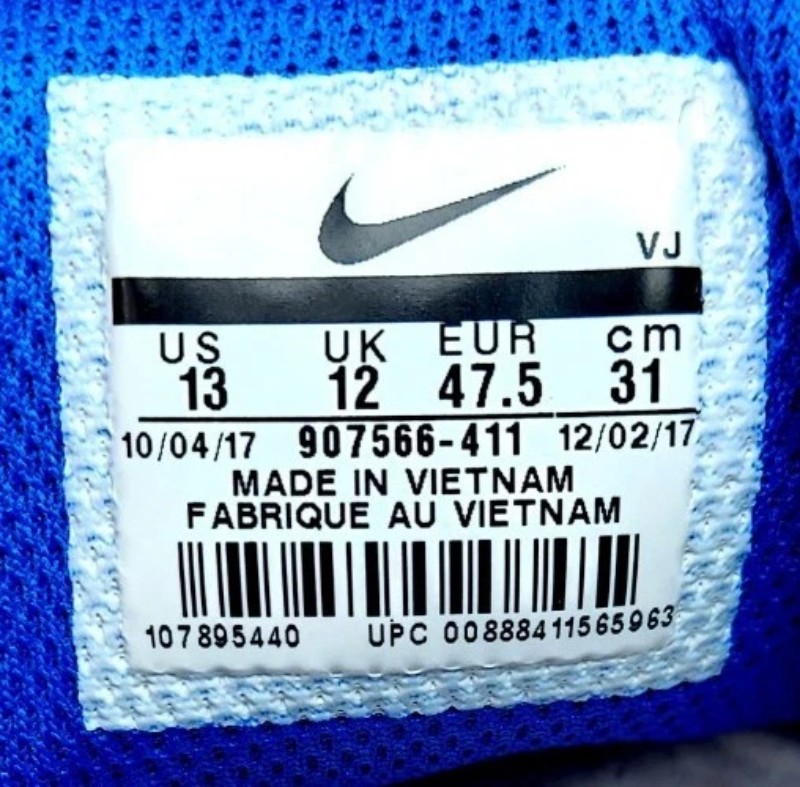 VJ
US UK EUR cm
13 12 47.5 31
10/04/17 907566-411 12/02/17
MADE IN VIETNAM
FABRIQUE AU VIETNAM
107895440 UPC 00888411565963